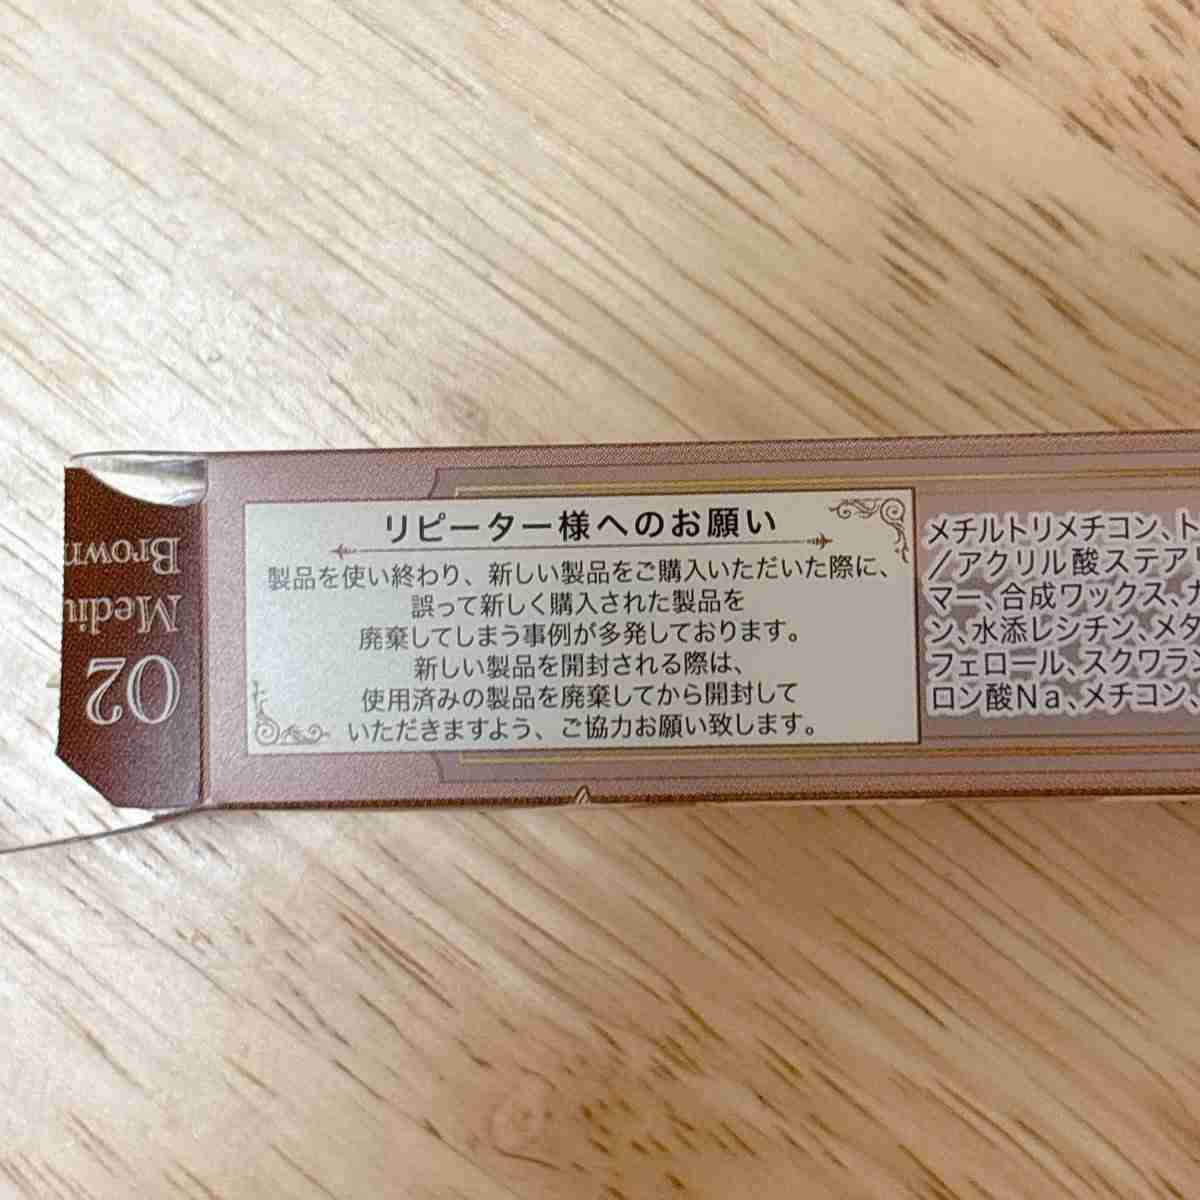 リピーター様へのお願い
製品を使い終わり、新しい製品をご購入いただいた際に、
誤って新しく購入された製品を
廃棄してしまう事例が多発しております。
新しい製品を開封される際は、
使用済みの製品を廃棄してから開封して
いただきますよう、ご協力お願い致します。
メチルトリメチコン、ト
/アクリル酸ステアリ
マー、合成ワックス、
ン、水添レシチン、メタ
フェロール、スクワラン
ロン酸Na、メチコン、
02
Brown